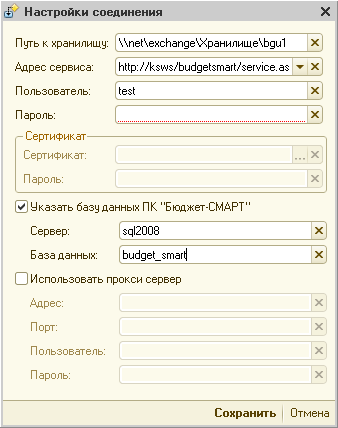 Настройки соединения
Путь к хранилищу: \\net\exchange\Хранилище\bgu1
Адрес сервиса: http://ksws/budgetsmart/service.as
Пользователь: test
Пароль:
Сертификат
Сертификат: ...
Пароль:
Указать базу данных ПК "Бюджет-СМАРТ"
Сервер: sql2008
База данных: budget_smart
Использовать прокси сервер
Адрес:
Порт:
Пользователь:
Пароль:
Сохранить Отмена